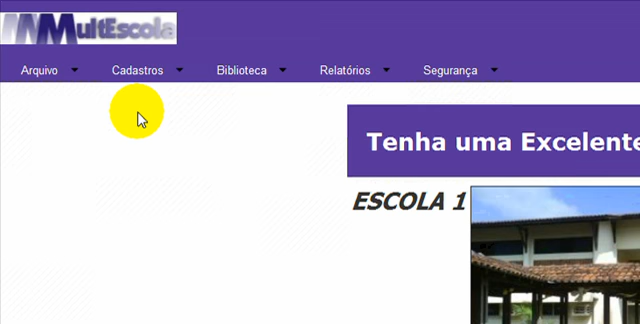 MultEscola
Arquivo Cadastros Biblioteca Relatórios Segurança
Tenha uma Excelente
ESCOLA 1